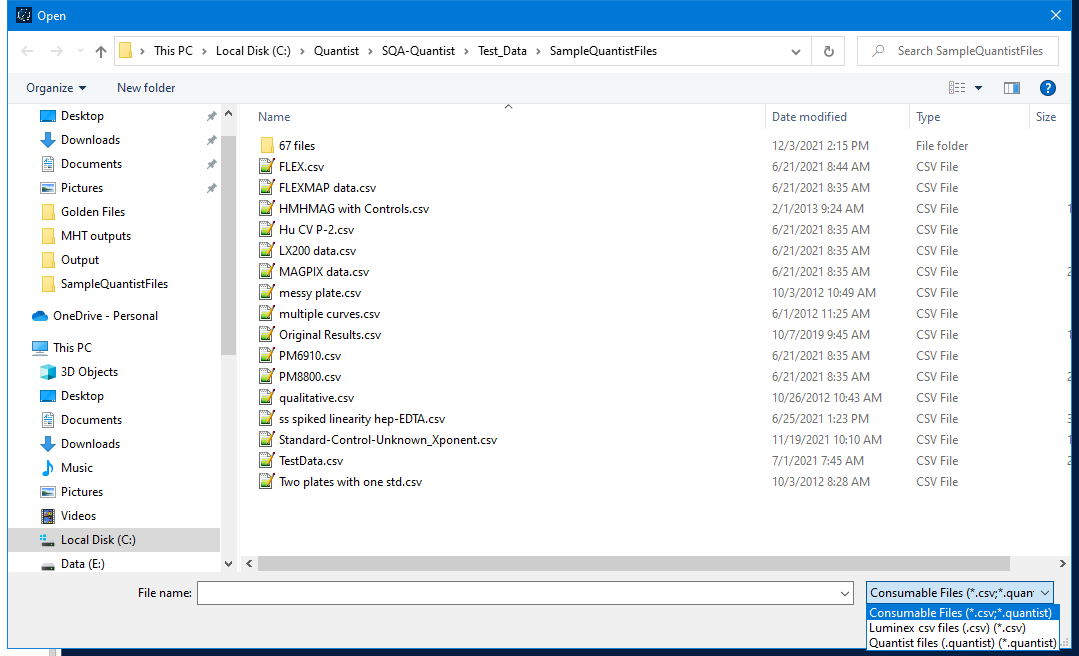 Open
This PC > Local Disk (C:) > Quantist > SQA-Quantist > Test_Data > SampleQuantistFiles
Search SampleQuantistFiles
Organize
New folder
?
Desktop
Downloads
Documents
Pictures
Golden Files
MHT outputs
Output
SampleQuantistFiles
OneDrive - Personal
This PC
3D Objects
Desktop
Documents
Downloads
Music
Pictures
Videos
Local Disk (C:)
Data (E:)
Name Date modified Type Size
67 files 12/3/2021 2:15 PM File folder
FLEX.csv 6/21/2021 8:44 AM CSV File
FLEXMAP data.csv 6/21/2021 8:35 AM CSV File
HMHMAG with Controls.csv 2/1/2013 9:24 AM CSV File 1
Hu CV P-2.csv 6/21/2021 8:35 AM CSV File
LX200 data.csv 6/21/2021 8:35 AM CSV File
MAGPIX data.csv 6/21/2021 8:35 AM CSV File 2
messy plate.csv 10/3/2012 10:49 AM CSV File
multiple curves.csv 6/1/2012 11:25 AM CSV File
Original Results.csv 10/7/2019 9:45 AM CSV File 1
PM6910.csv 6/21/2021 8:35 AM CSV File
PM8800.csv 6/21/2021 8:35 AM CSV File 2
qualitative.csv 10/26/2012 10:43 AM CSV File
ss spiked linearity hep-EDTA.csv 6/25/2021 1:23 PM CSV File 3
Standard-Control-Unknown_Xponent.csv 11/19/2021 10:10 AM CSV File 1
TestData.csv 7/1/2021 7:45 AM CSV File 2
Two plates with one std.csv 10/3/2012 8:28 AM CSV File
File name:
Consumable Files (*.csv;*.quant
Consumable Files (*.csv;*.quantist)
Luminex csv files (.csv) (*.csv)
Quantist files (.quantist) (*.quantist)